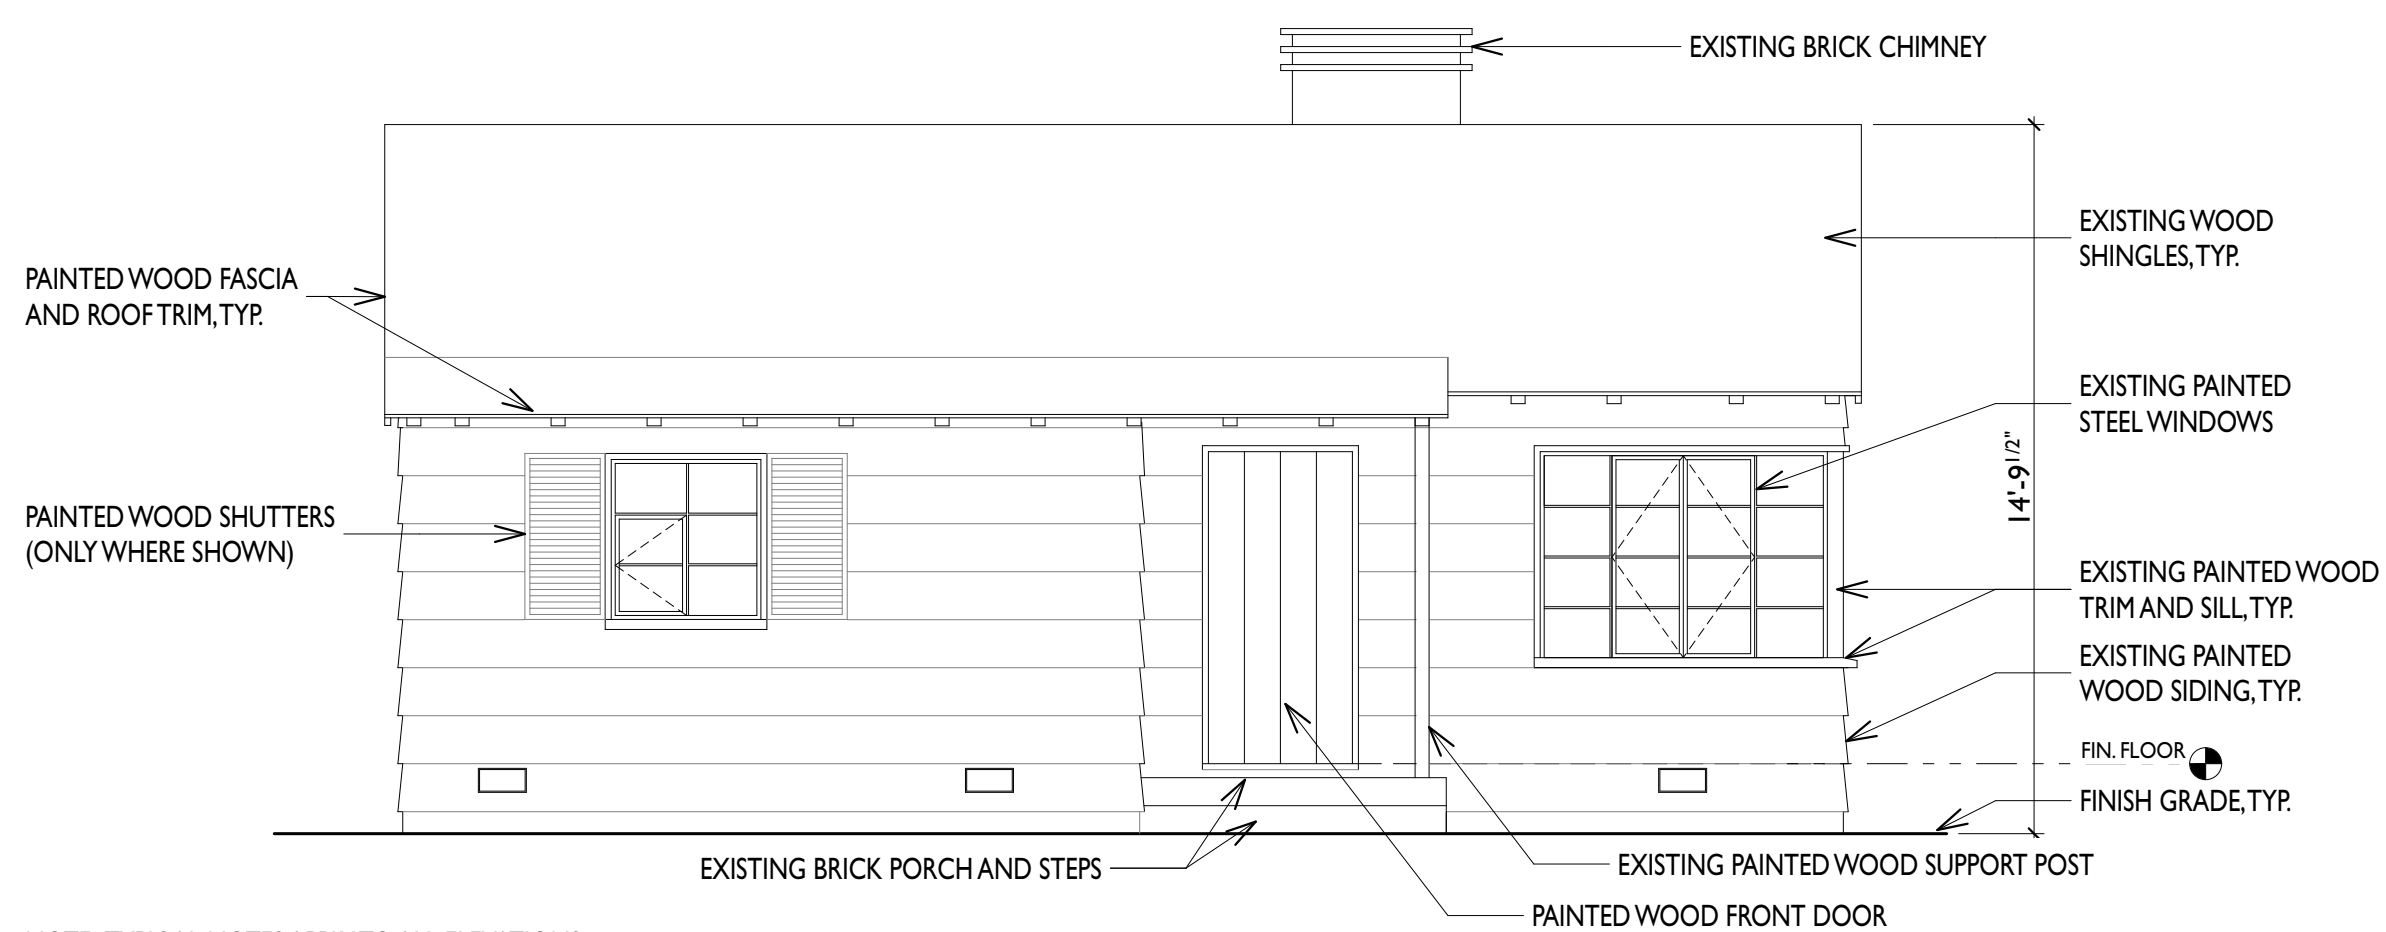 EXISTING BRICK CHIMNEY
EXISTING WOOD
SHINGLES, TYP.
PAINTED WOOD FASCIA
AND ROOF TRIM, TYP.
EXISTING PAINTED
STEEL WINDOWS
14'-9 1/2"
PAINTED WOOD SHUTTERS
(ONLY WHERE SHOWN)
EXISTING PAINTED WOOD
TRIM AND SILL, TYP.
EXISTING PAINTED
WOOD SIDING, TYP.
FIN. FLOOR
FINISH GRADE, TYP.
EXISTING BRICK PORCH AND STEPS
EXISTING PAINTED WOOD SUPPORT POST
PAINTED WOOD FRONT DOOR